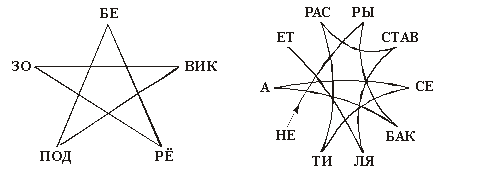 БЕ
ЗО ВИК
ПОД РЁ
РАС РЫ
ЕТ СТАВ
А СЕ
НЕ БАК
ТИ ЛЯ